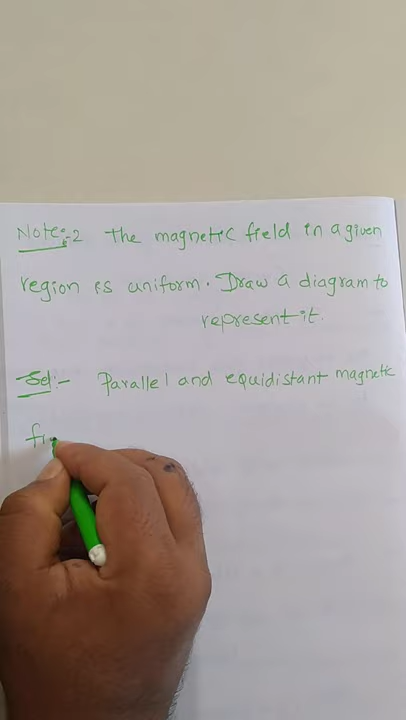 Note:-2 The magnetic field in a given
region is uniform. Draw a diagram to
represent it.
Sol:- Parallel and equidistant magnetic
fi